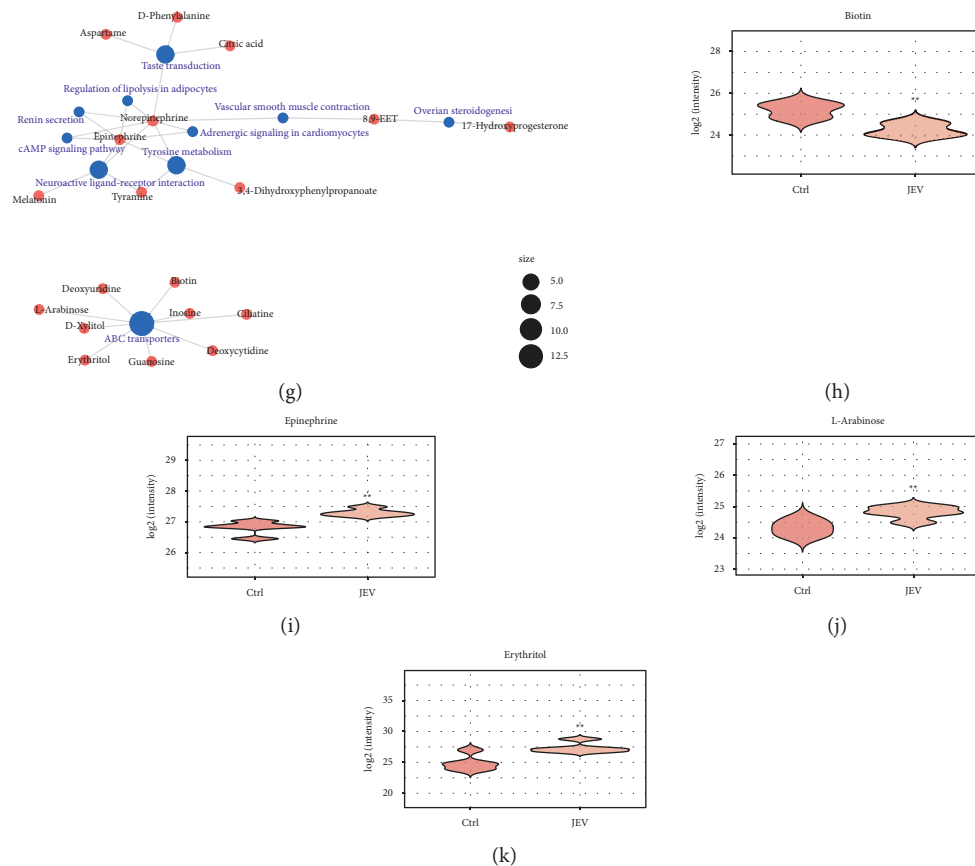 D-Phenylalanine
Aspartame
Citric acid
Taste transduction
Regulation of lipolysis in adipocytes
Renin secretion
Norepinephrine
Vascular smooth muscle contraction
8,9-EET
Overian steroidogenesi
17-Hydroxyprogesterone
Epinephrine
Adrenergic signaling in cardiomyocytes
cAMP signaling pathway
Tyrosine metabolism
Neuroactive ligand-receptor interaction
Melatonin
Tyramine
3,4-Dihydroxyphenylpropanoate
Deoxyuridine
Biotin
L-Arabinose
Inosine
Ciliatine
D-Xylitol
ABC transporters
Erythritol
Guanosine
Deoxycytidine
size
5.0
7.5
10.0
12.5
(g)
Biotin
log2 (intensity)
28
26
24
**
Ctrl
JEV
(h)
Epinephrine
log2 (intensity)
29
28
27
26
**
Ctrl
JEV
(i)
L-Arabinose
log2 (intensity)
27
26
25
24
23
**
Ctrl
JEV
(j)
Erythritol
log2 (intensity)
35
30
25
20
**
Ctrl
JEV
(k)